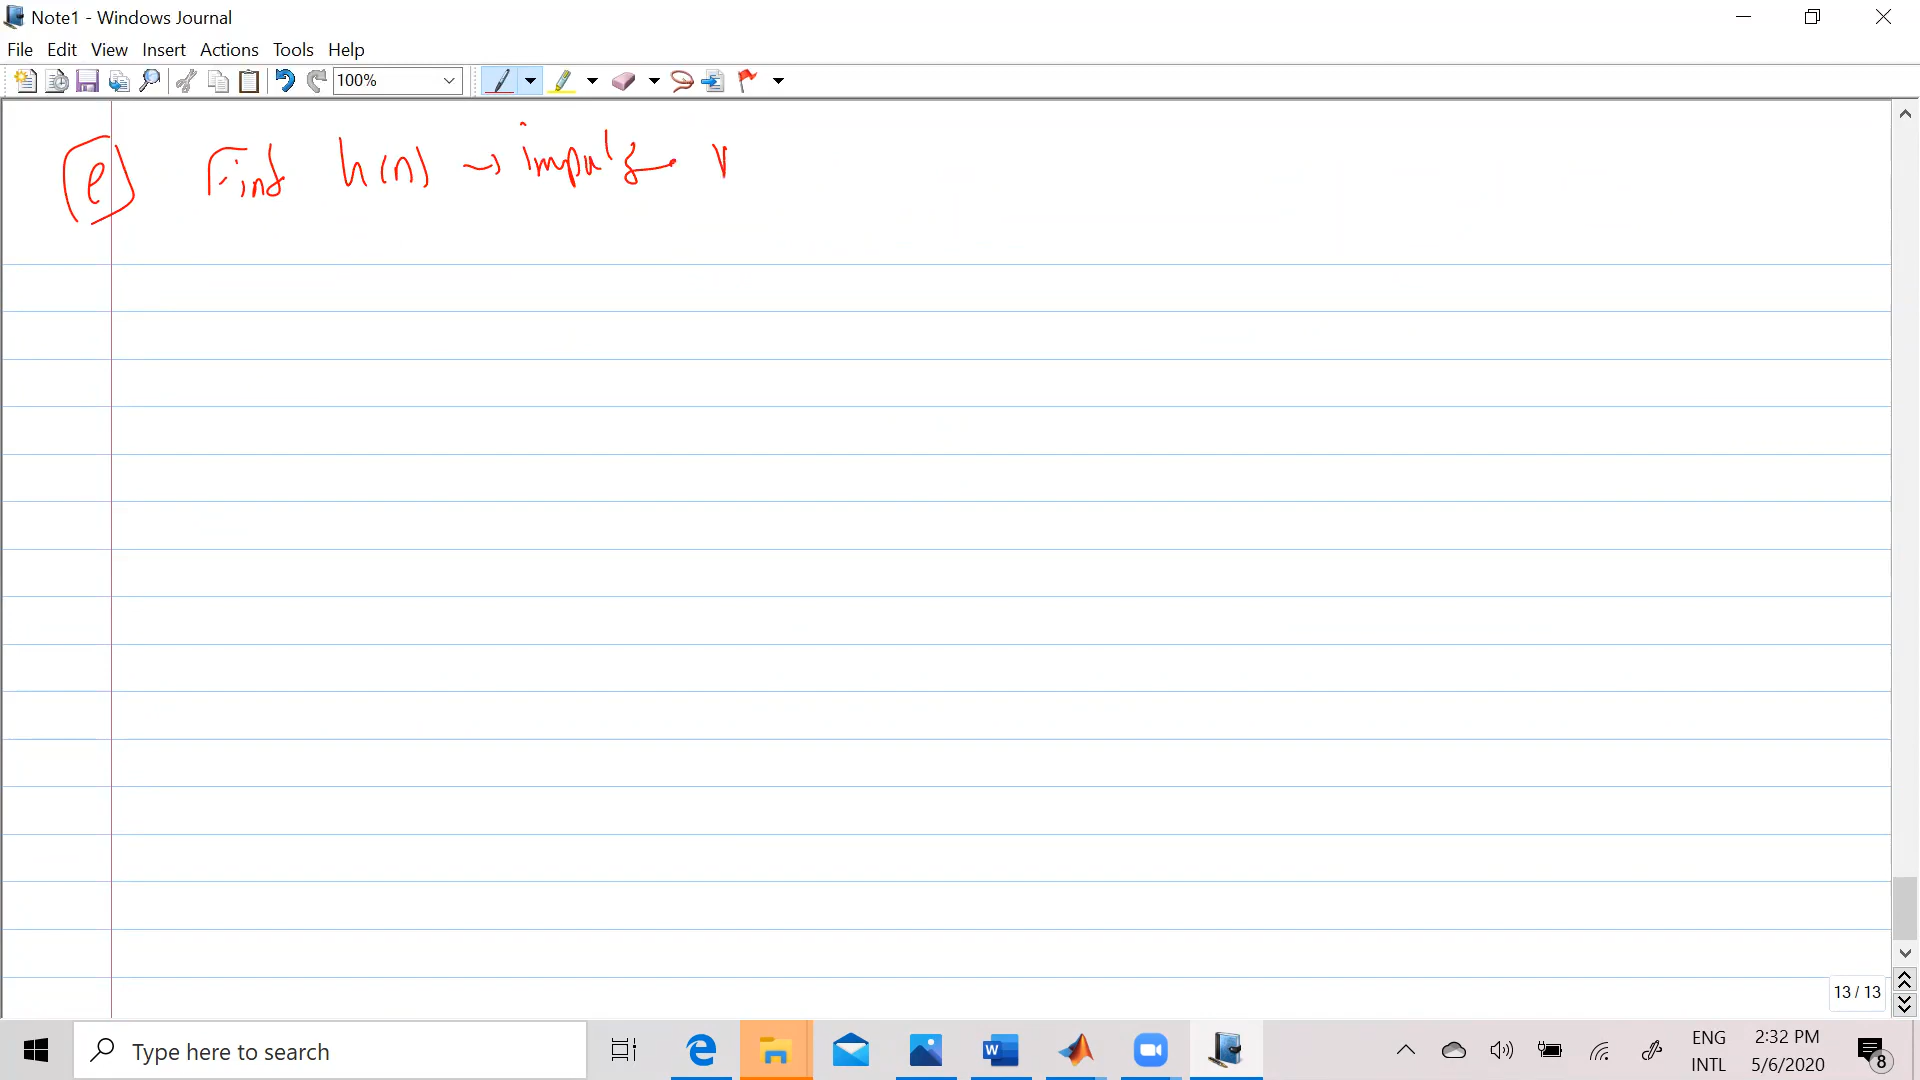 Note1 - Windows Journal
File Edit View Insert Actions Tools Help
100%
(e) Find h(n) → impulse r
13 / 13
Type here to search
ENG
INTL
2:32 PM
5/6/2020
8